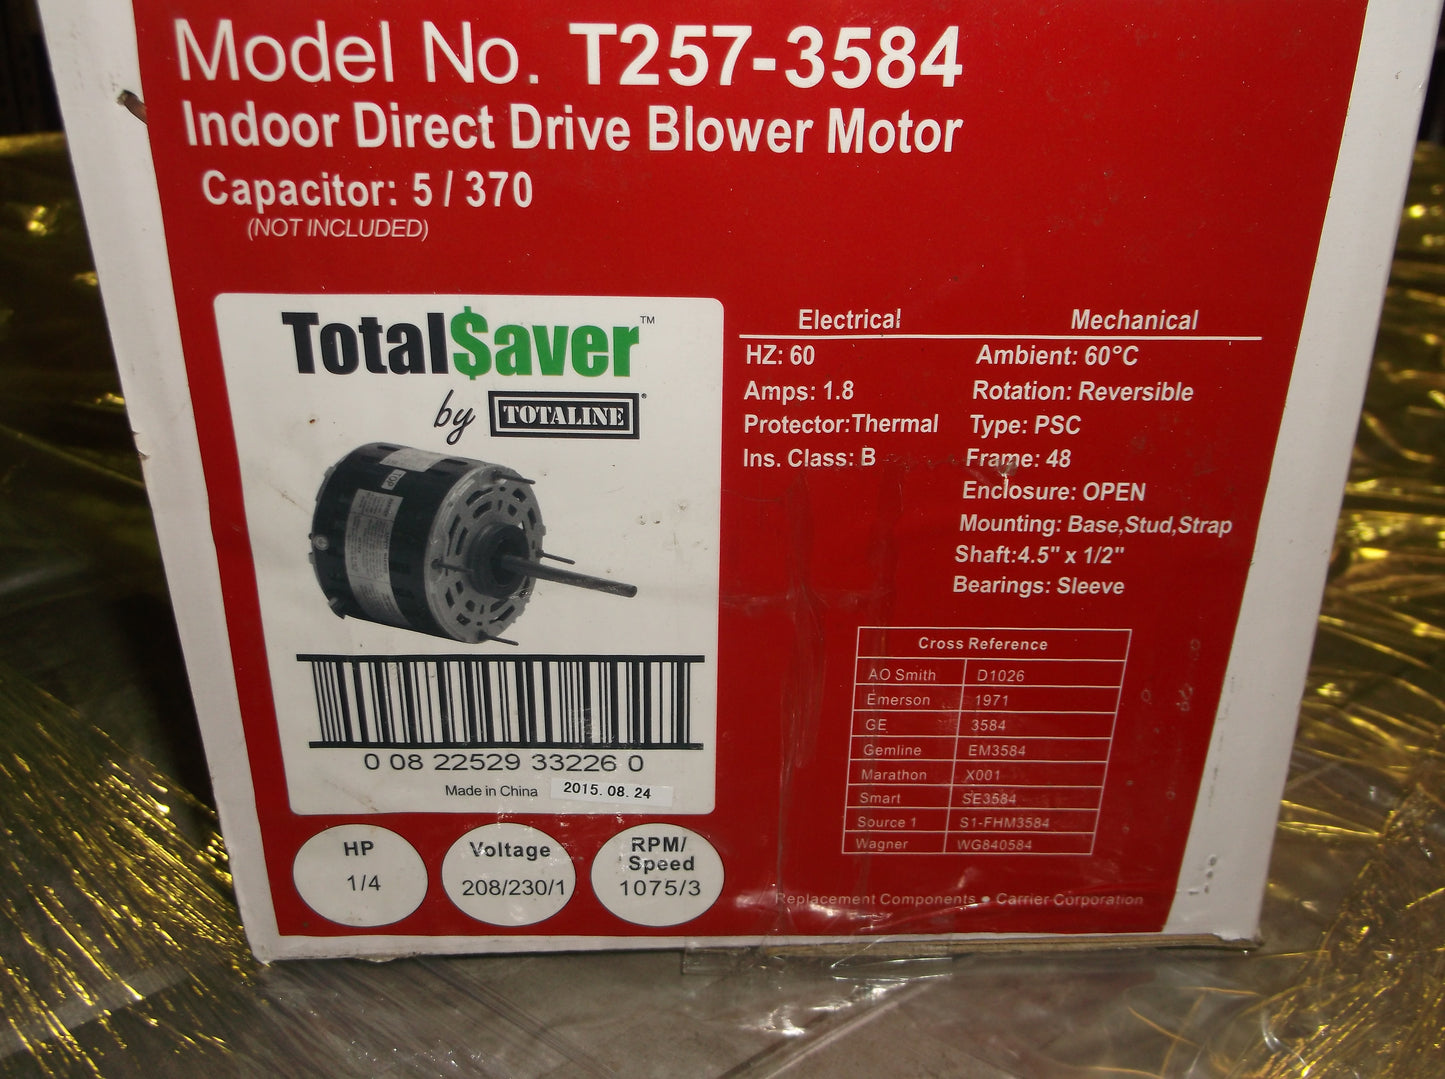 Model No. T257-3584
Indoor Direct Drive Blower Motor
Capacitor: 5 / 370
(NOT INCLUDED)
Total$aver™
by TOTALINE®
TOP
0 08 22529 33226 0
Made in China 2015. 08. 24
HP
1/4
Voltage
208/230/1
RPM/
Speed
1075/3
Electrical
HZ: 60
Amps: 1.8
Protector:Thermal
Ins. Class: B
Mechanical
Ambient: 60°C
Rotation: Reversible
Type: PSC
Frame: 48
Enclosure: OPEN
Mounting: Base,Stud,Strap
Shaft:4.5" x 1/2"
Bearings: Sleeve
Cross Reference
AO Smith D1026
Emerson 1971
GE 3584
Gemline EM3584
Marathon X001
Smart SE3584
Source 1 S1-FHM3584
Wagner WG840584
Replacement Components • Carrier Corporation